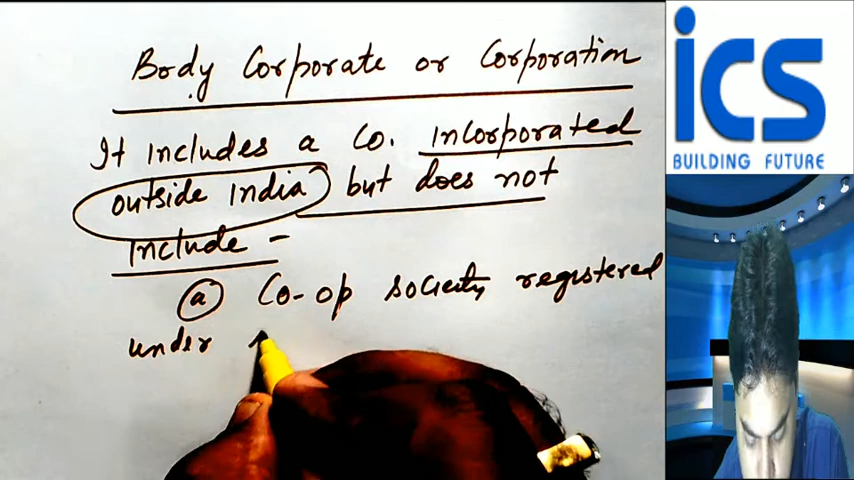 Body Corporate or Corporation
It includes a Co. Incorporated
outside India but does not
include -
(a) Co-op society registered
under
ICS
BUILDING FUTURE